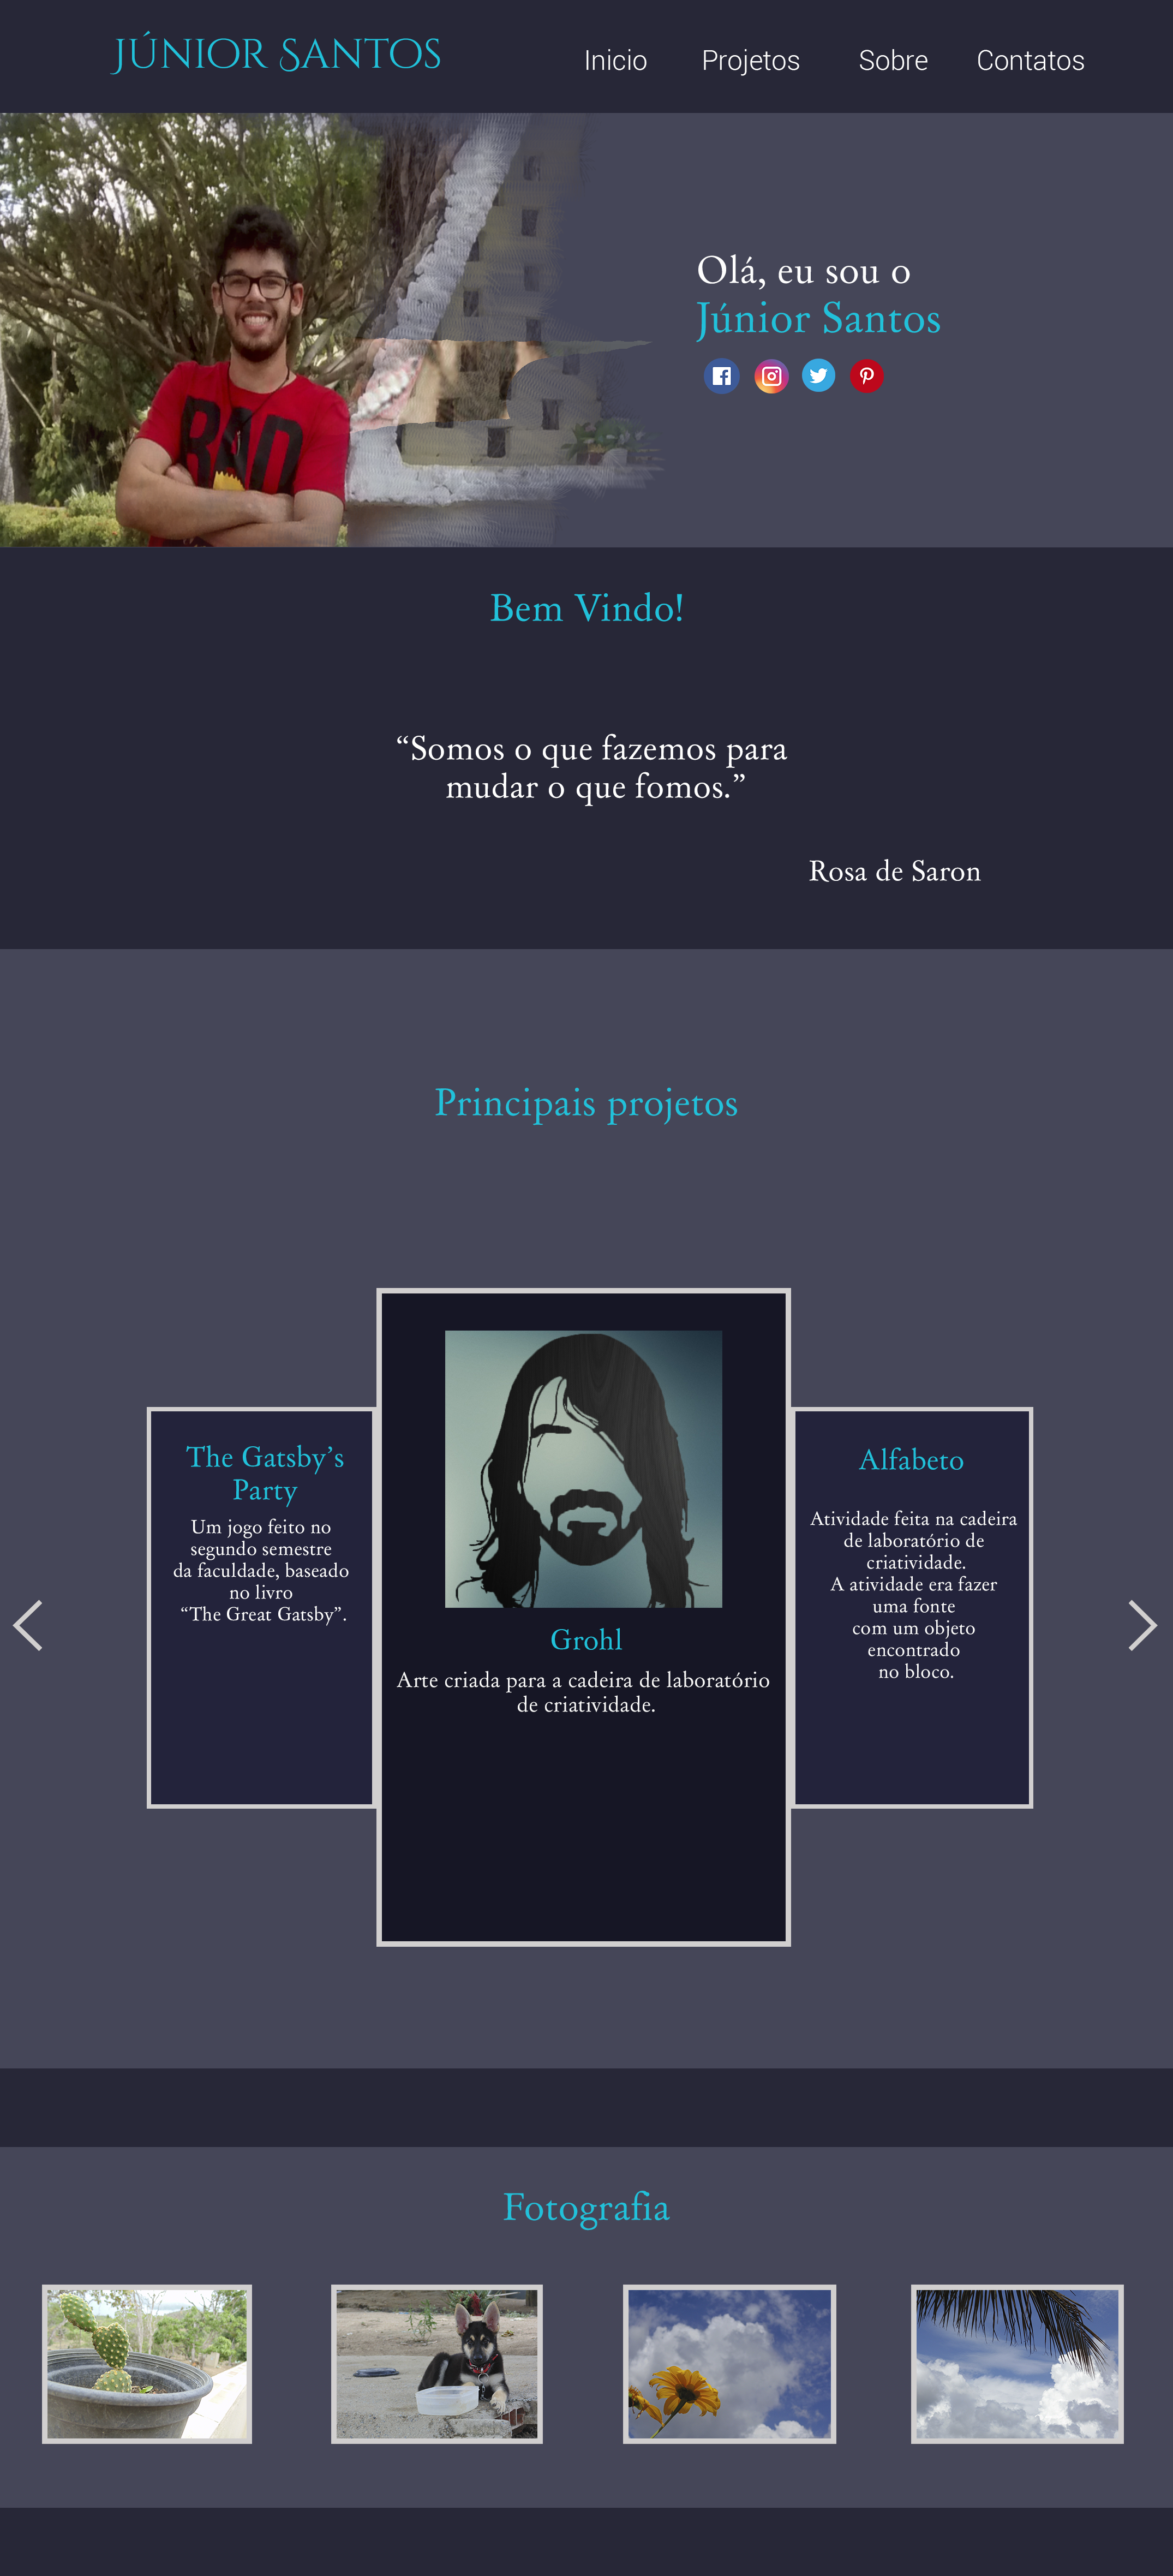 JÚNIOR SANTOS
Inicio Projetos Sobre Contatos
Olá, eu sou o
Júnior Santos
Bem Vindo!
“Somos o que fazemos para
mudar o que fomos.”
Rosa de Saron
Principais projetos
The Gatsby’s
Party
Um jogo feito no
segundo semestre
da faculdade, baseado
no livro
“The Great Gatsby”.
Grohl
Arte criada para a cadeira de laboratório
de criatividade.
Alfabeto
Atividade feita na cadeira
de laboratório de
criatividade.
A atividade era fazer
uma fonte
com um objeto
encontrado
no bloco.
Fotografia